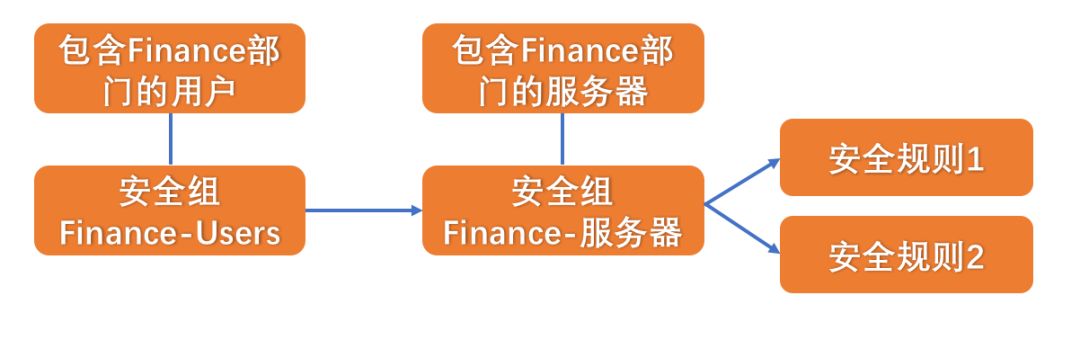 包含Finance部
门的用户
包含Finance部
门的服务器
安全组
Finance-Users
安全组
Finance-服务器
安全规则1
安全规则2